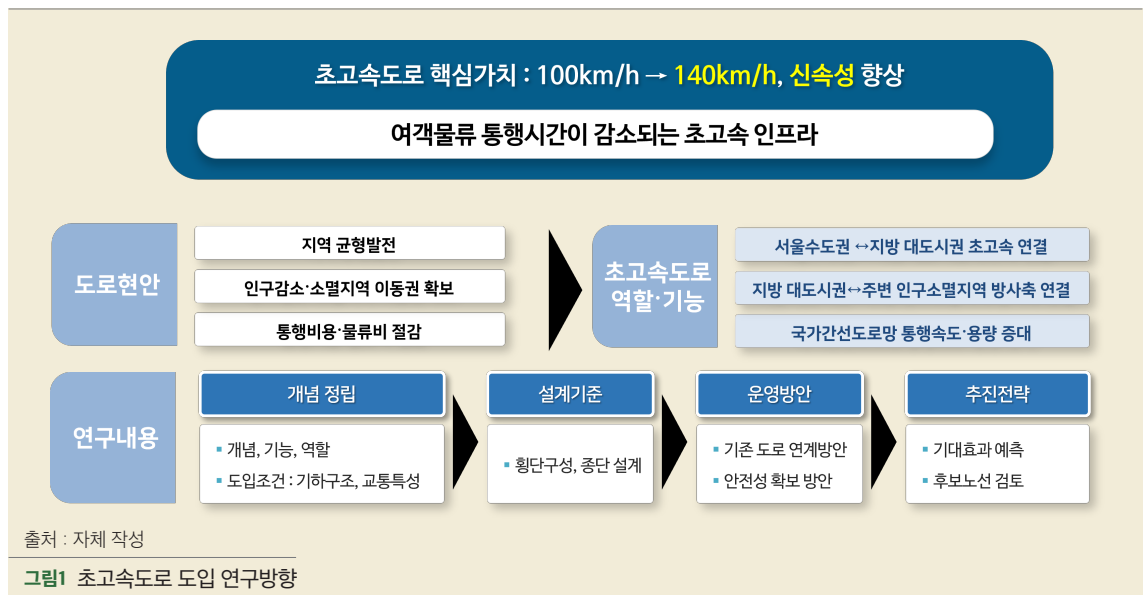 초고속도로 핵심가치 : 100km/h → 140km/h, 신속성 향상
여객물류 통행시간이 감소되는 초고속 인프라
도로현안
지역 균형발전
인구감소·소멸지역 이동권 확보
통행비용·물류비 절감
초고속도로
역할·기능
서울수도권 ↔지방 대도시권 초고속 연결
지방 대도시권↔주변 인구소멸지역 방사축 연결
국가간선도로망 통행속도·용량 증대
연구내용
개념 정립
▪ 개념, 기능, 역할
▪ 도입조건 : 기하구조, 교통특성
설계기준
▪ 횡단구성, 종단 설계
운영방안
▪ 기존 도로 연계방안
▪ 안전성 확보 방안
추진전략
▪ 기대효과 예측
▪ 후보노선 검토
출처 : 자체 작성
그림1 초고속도로 도입 연구방향